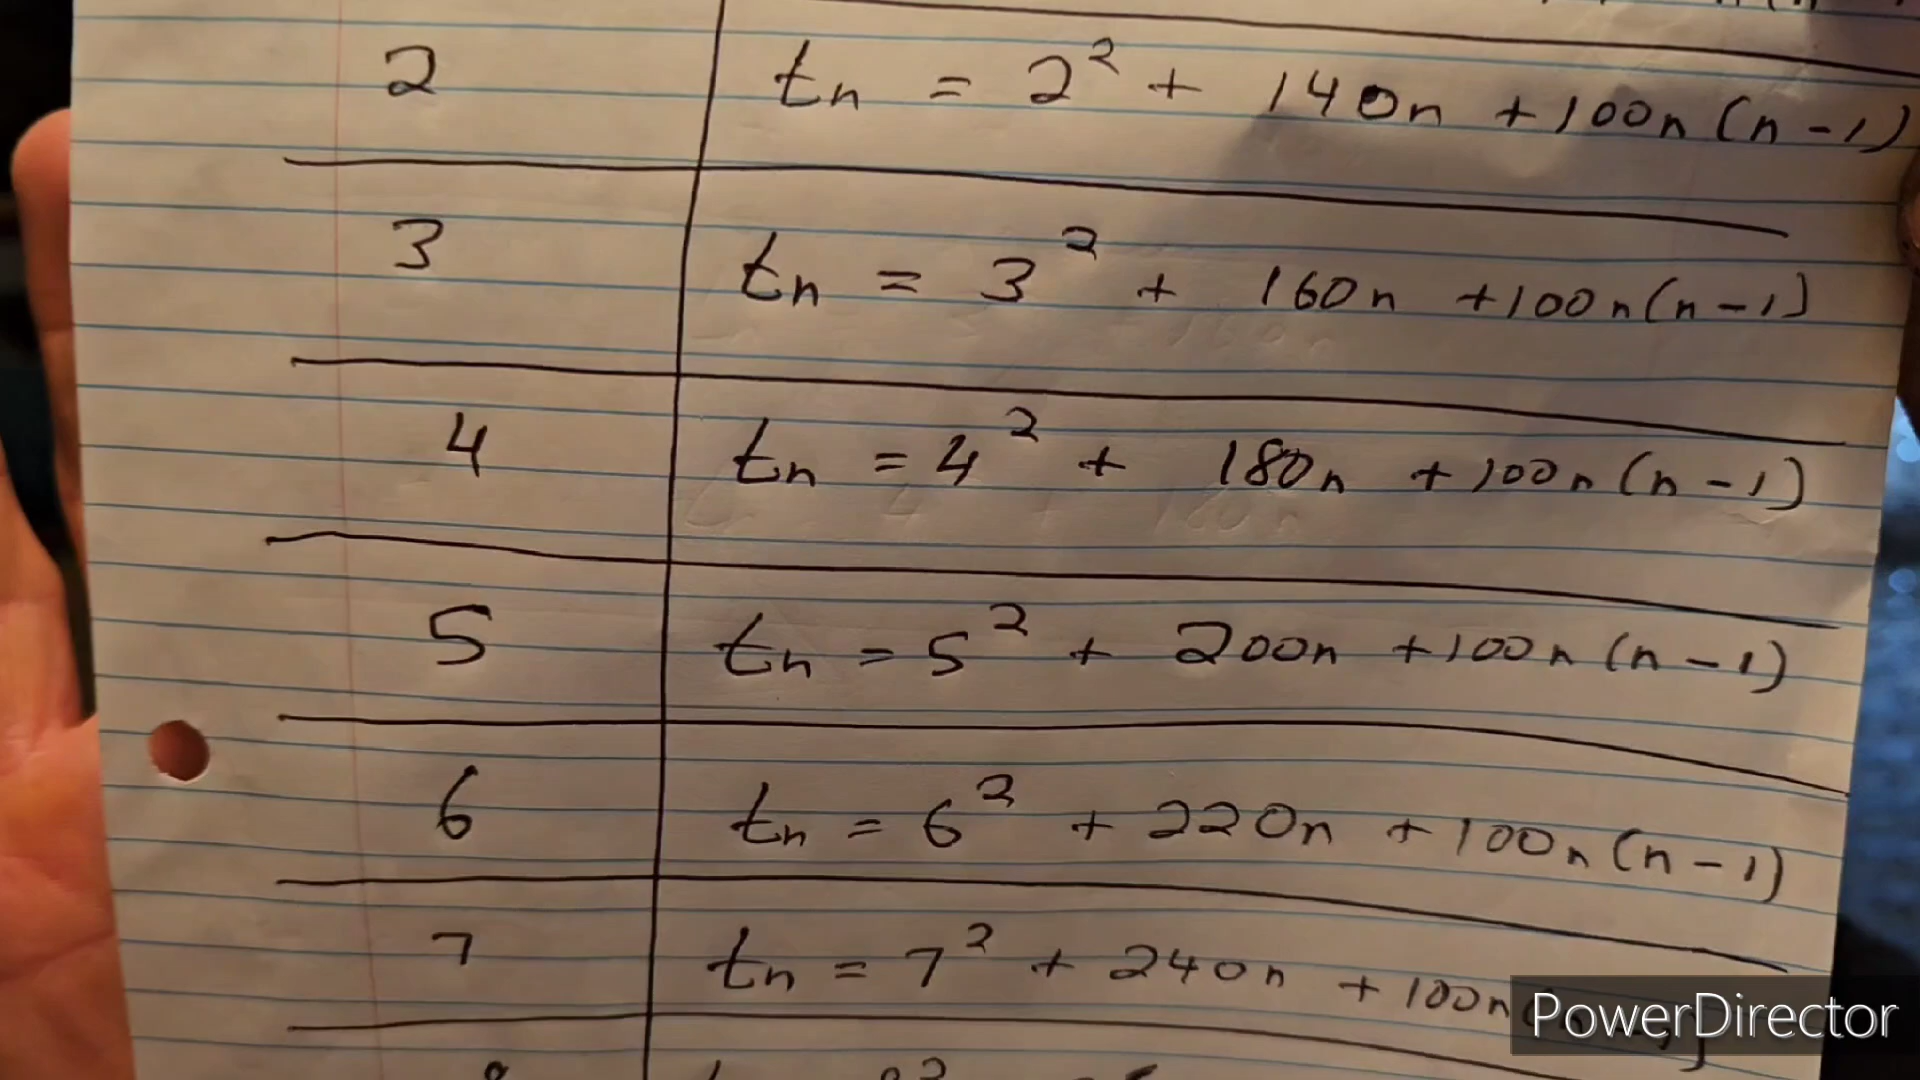 2 tn = 2² + 140n + 100n (n - 1)
3 tn = 3² + 160n + 100n (n - 1)
4 tn = 4² + 180n + 100n (n - 1)
5 tn = 5² + 200n + 100n (n - 1)
6 tn = 6² + 220n + 100n (n - 1)
7 tn = 7² + 240n + 100n
PowerDirector